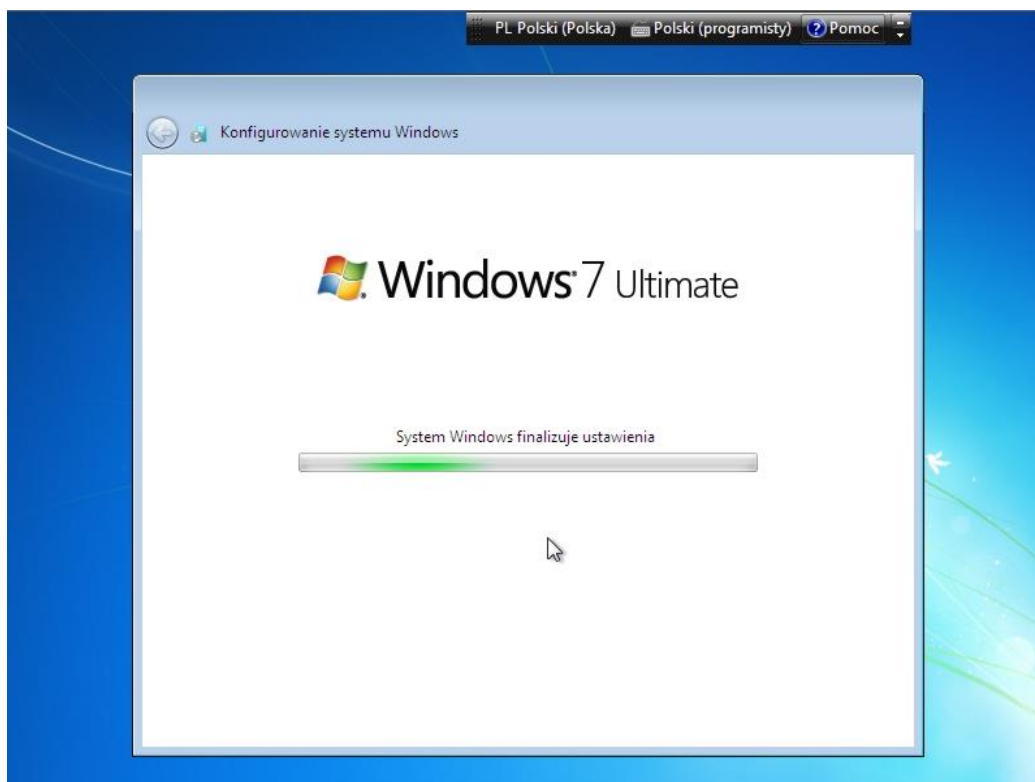 PL Polski (Polska) Polski (programisty) Pomoc
Konfigurowanie systemu Windows
Windows 7 Ultimate
System Windows finalizuje ustawienia